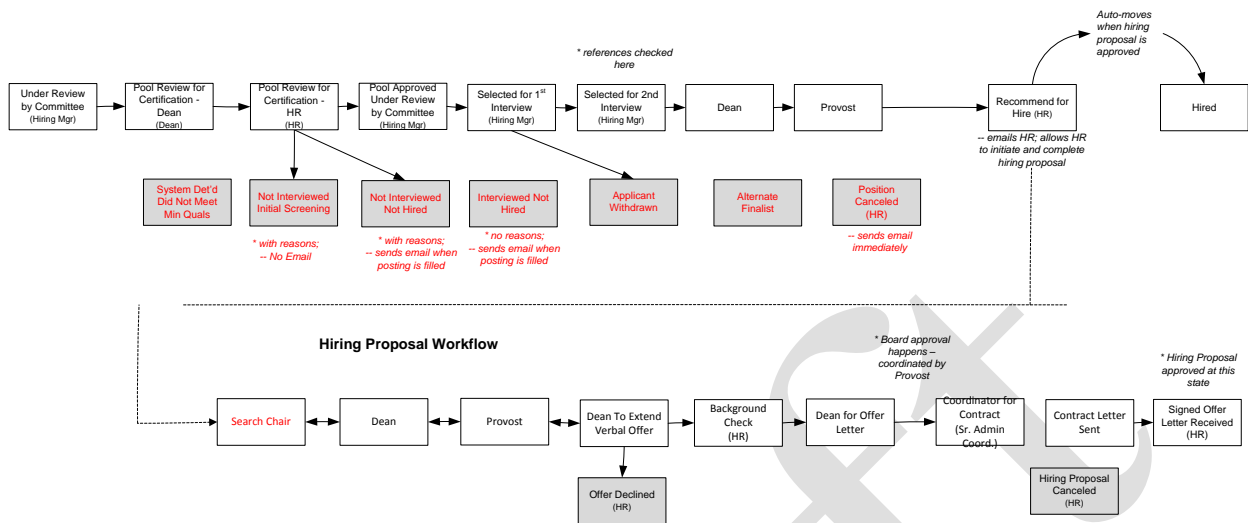 * references checked
here
Auto-moves
when hiring
proposal is
approved
Under Review
by Committee
(Hiring Mgr)
Pool Review for
Certification -
Dean
(Dean)
Pool Review for
Certification -
HR
(HR)
Pool Approved
Under Review
by Committee
(Hiring Mgr)
Selected for 1st
Interview
(Hiring Mgr)
Selected for 2nd
Interview
(Hiring Mgr)
Dean
Provost
Recommend for
Hire (HR)
Hired
-- emails HR; allows HR
to initiate and complete
hiring proposal
System Det'd
Did Not Meet
Min Quals
Not Interviewed
Initial Screening
Not Interviewed
Not Hired
Interviewed Not
Hired
Applicant
Withdrawn
Alternate
Finalist
Position
Canceled
(HR)
* with reasons;
-- No Email
* with reasons;
-- sends email when
posting is filled
* no reasons;
-- sends email when
posting is filled
-- sends email
immediately
Hiring Proposal Workflow
* Board approval
happens –
coordinated by
Provost
* Hiring Proposal
approved at this
state
Search Chair
Dean
Provost
Dean To Extend
Verbal Offer
Background
Check
(HR)
Dean for Offer
Letter
Coordinator for
Contract
(Sr. Admin
Coord.)
Contract Letter
Sent
Signed Offer
Letter Received
(HR)
Offer Declined
(HR)
Hiring Proposal
Canceled
(HR)
ft